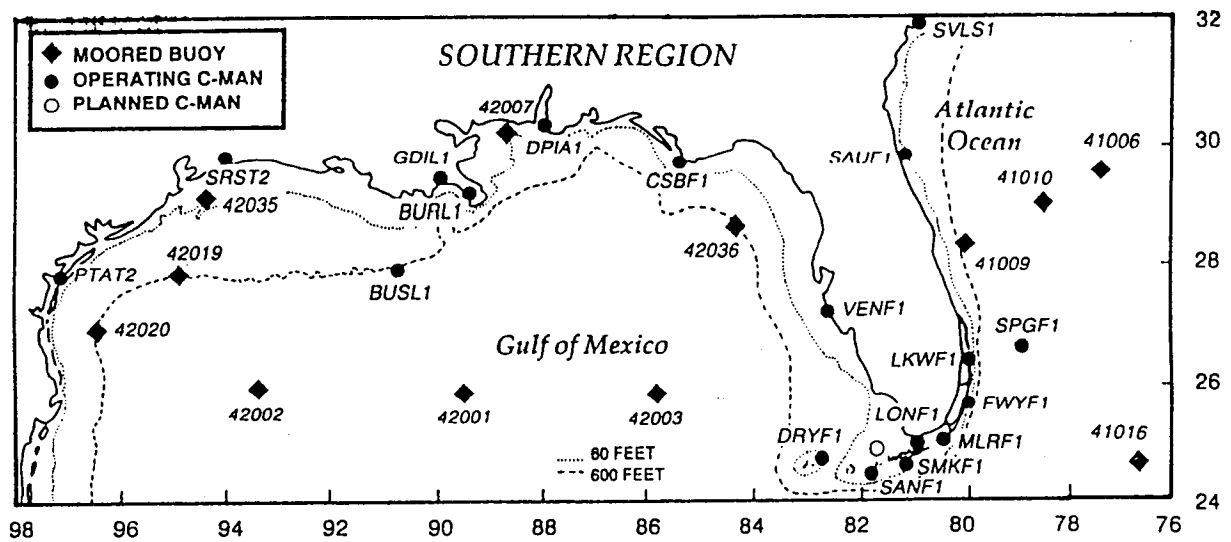 MOORED BUOY
OPERATING C-MAN
PLANNED C-MAN
SOUTHERN REGION
SVLS1
32
42007
Atlantic
Ocean
DPIA1
30
41006
GDIL1
SAUF1
SRST2
CSBF1
41010
42035
BURL1
42019
42036
41009
28
PTAT2
BUSL1
VENF1
SPGF1
42020
Gulf of Mexico
LKWF1
26
42002
42001
42003
LONF1
FWYF1
DRYF1
MLRF1
41016
60 FEET
600 FEET
SMKF1
SANF1
24
98
96
94
92
90
88
86
84
82
80
78
76